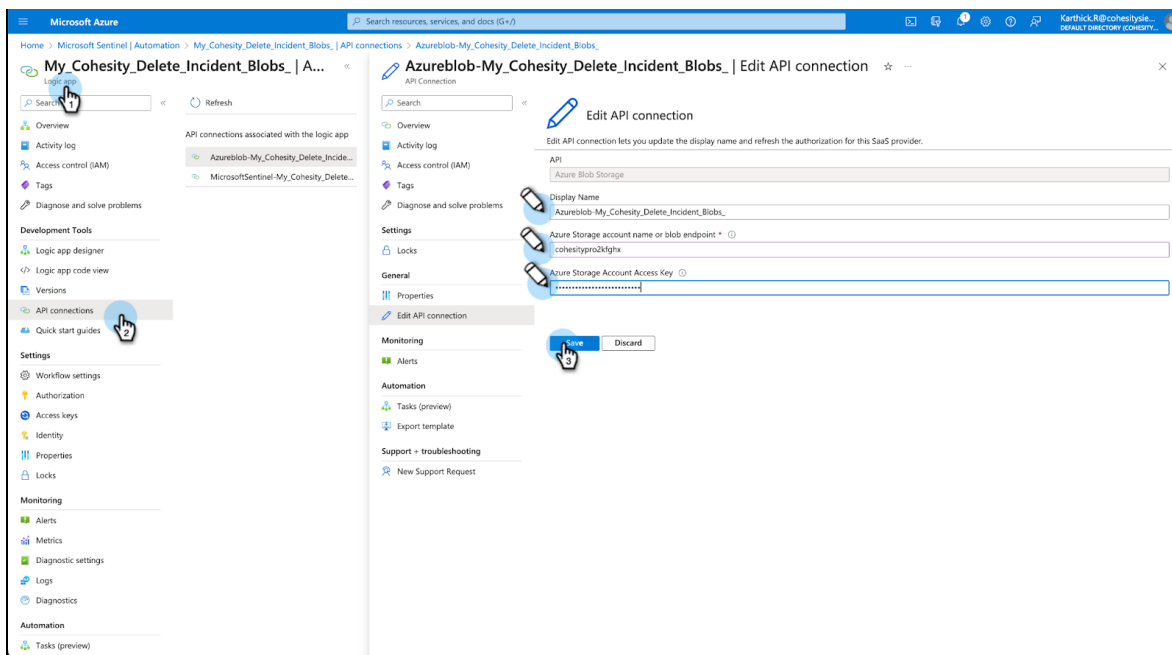 Microsoft Azure
Search resources, services, and docs (G+/)
1
Karthick.R@cohesitysie...
DEFAULT DIRECTORY (COHESITY...
Home > Microsoft Sentinel | Automation > My_Cohesity_Delete_Incident_Blobs_ | API connections > Azureblob-My_Cohesity_Delete_Incident_Blobs_
My_Cohesity_Delete_Incident_Blobs_ | A...
Logic app
1
Search
Overview
Activity log
Access control (IAM)
Tags
Diagnose and solve problems
Development Tools
Logic app designer
Logic app code view
Versions
API connections
2
Quick start guides
Settings
Workflow settings
Authorization
Access keys
Identity
Properties
Locks
Monitoring
Alerts
Metrics
Diagnostic settings
Logs
Diagnostics
Automation
Tasks (preview)
Refresh
API connections associated with the logic app
Azureblob-My_Cohesity_Delete_Incide...
MicrosoftSentinel-My_Cohesity_Delete...
Azureblob-My_Cohesity_Delete_Incident_Blobs_ | Edit API connection
API Connection
Search
Overview
Activity log
Access control (IAM)
Tags
Diagnose and solve problems
Settings
Locks
General
Properties
Edit API connection
Monitoring
Alerts
Automation
Tasks (preview)
Export template
Support + troubleshooting
New Support Request
Edit API connection
Edit API connection lets you update the display name and refresh the authorization for this SaaS provider.
API
Azure Blob Storage
Display Name
Azureblob-My_Cohesity_Delete_Incident_Blobs_
Azure Storage account name or blob endpoint *
cohesitypro2kfghx
Azure Storage Account Access Key
Save Discard
3